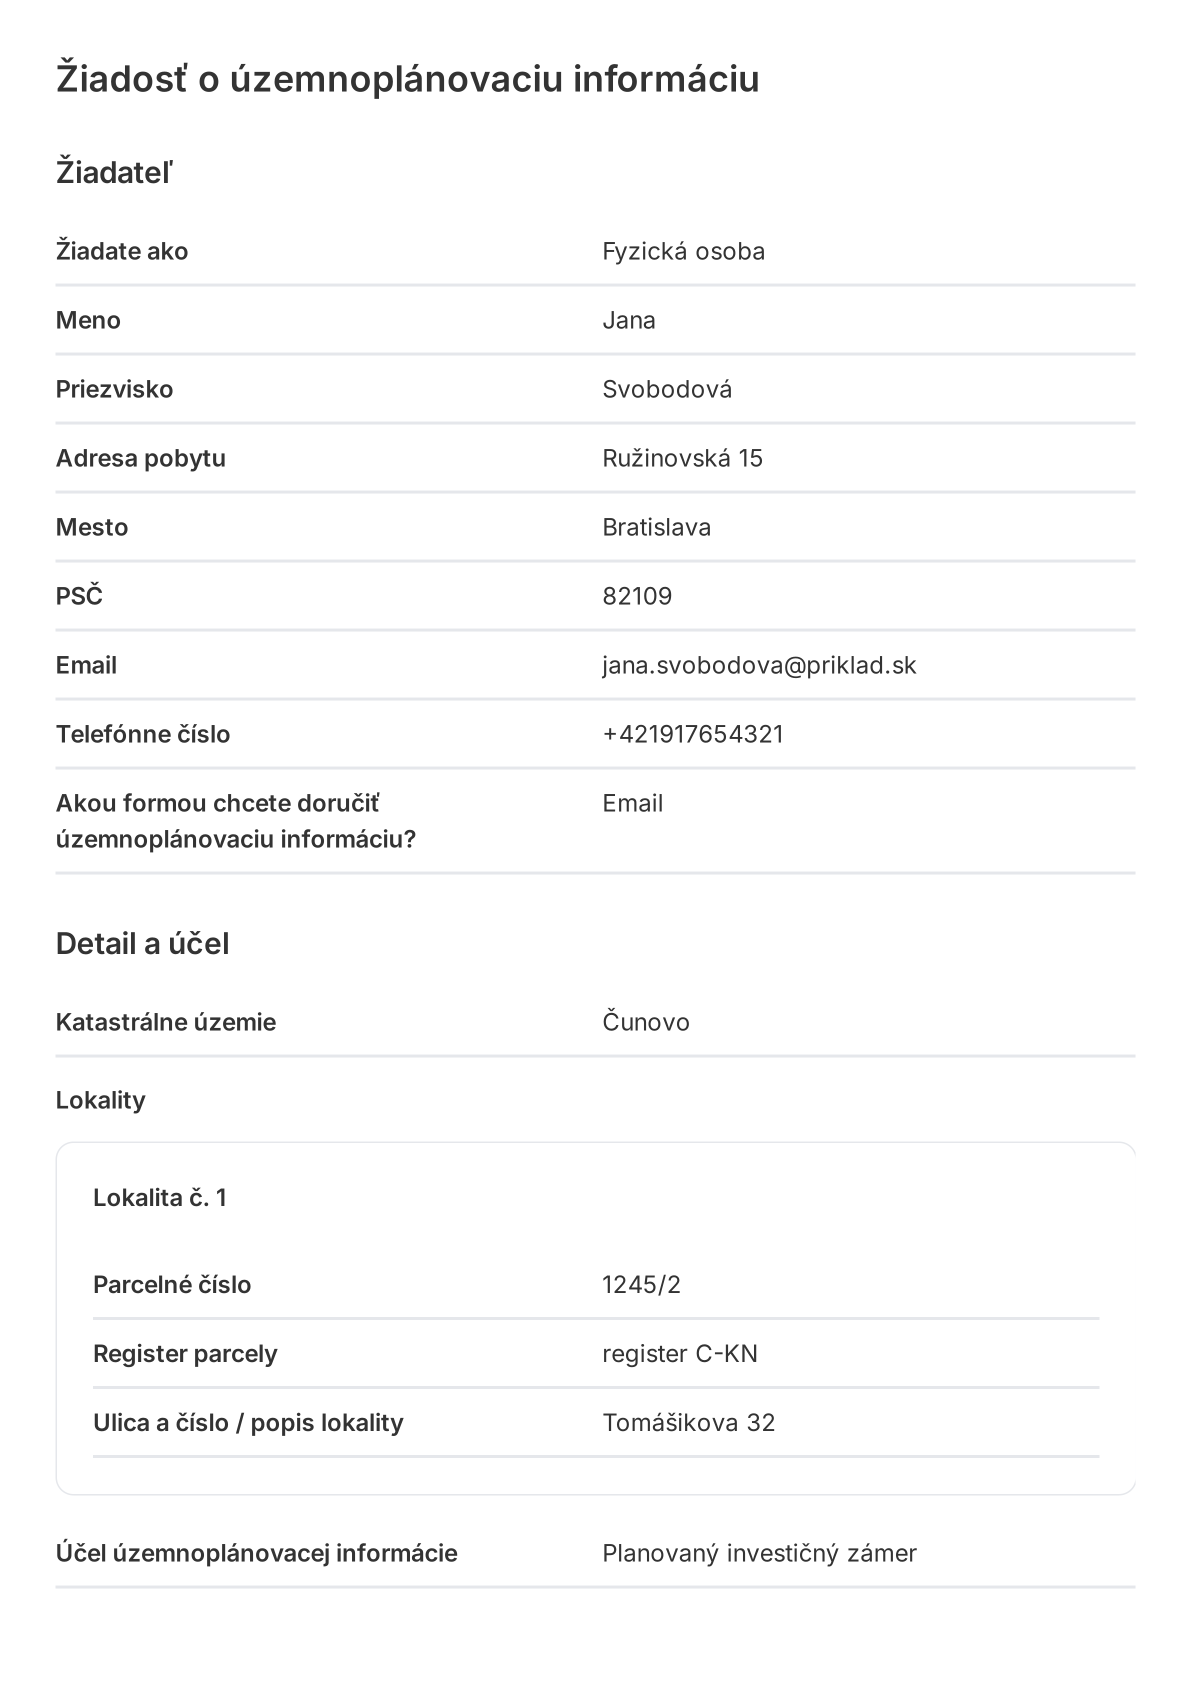 Žiadosť o územnoplánovaciu informáciu
Žiadateľ
Žiadate ako Fyzická osoba
Meno Jana
Priezvisko Svobodová
Adresa pobytu Ružinovská 15
Mesto Bratislava
PSČ 82109
Email jana.svobodova@priklad.sk
Telefónne číslo +421917654321
Akou formou chcete doručiť Email
územnoplánovaciu informáciu?
Detail a účel
Katastrálne územie Čunovo
Lokality
Lokalita č. 1
Parcelné číslo 1245/2
Register parcely register C-KN
Ulica a číslo / popis lokality Tomášikova 32
Účel územnoplánovacej informácie Planovaný investičný zámer